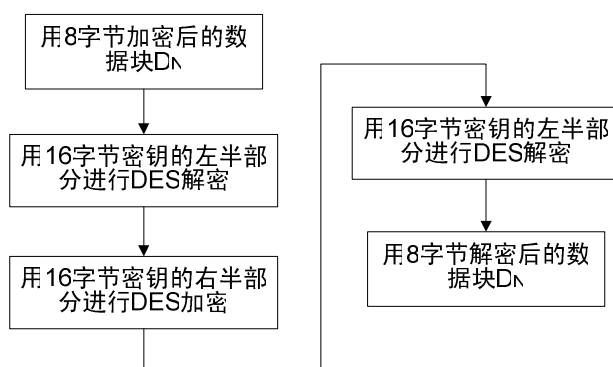 用8字节加密后的数
据块DN
用16字节密钥的左半部
分进行DES解密
用16字节密钥的右半部
分进行DES加密
用16字节密钥的左半部
分进行DES解密
用8字节解密后的数
据块DN